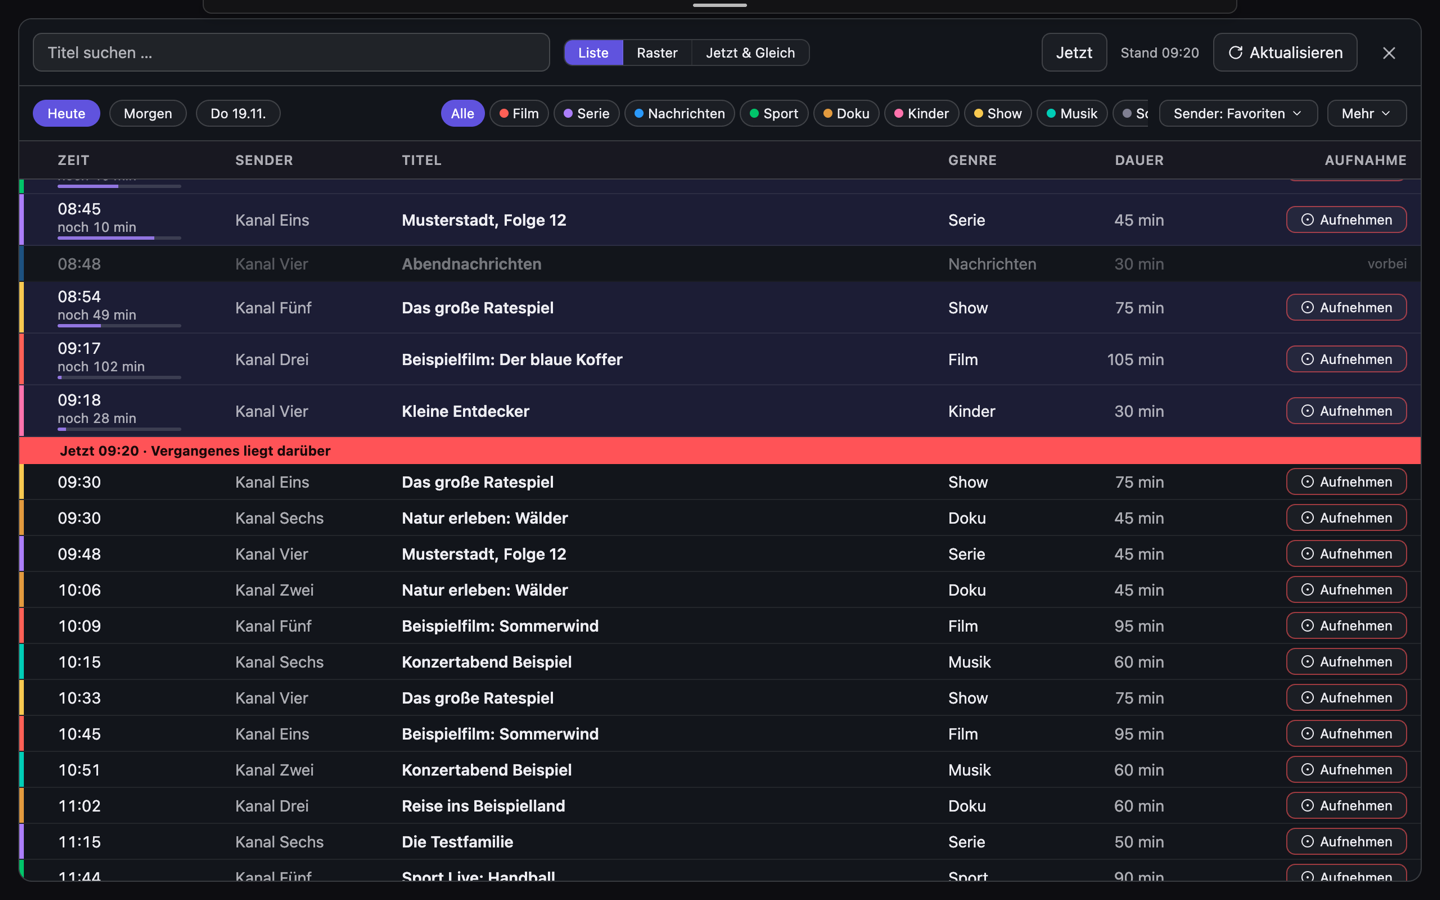 Titel suchen ...
Liste Raster Jetzt & Gleich
Jetzt Stand 09:20 Aktualisieren
Heute Morgen Do 19.11.
Alle Film Serie Nachrichten Sport Doku Kinder Show Musik
Sender: Favoriten Mehr
ZEIT SENDER TITEL GENRE DAUER AUFNAHME
08:45 Kanal Eins Musterstadt, Folge 12 Serie 45 min Aufnehmen
noch 10 min
08:48 Kanal Vier Abendnachrichten Nachrichten 30 min vorbei
08:54 Kanal Fünf Das große Ratespiel Show 75 min Aufnehmen
noch 49 min
09:17 Kanal Drei Beispielfilm: Der blaue Koffer Film 105 min Aufnehmen
noch 102 min
09:18 Kanal Vier Kleine Entdecker Kinder 30 min Aufnehmen
noch 28 min
Jetzt 09:20 · Vergangenes liegt darüber
09:30 Kanal Eins Das große Ratespiel Show 75 min Aufnehmen
09:30 Kanal Sechs Natur erleben: Wälder Doku 45 min Aufnehmen
09:48 Kanal Vier Musterstadt, Folge 12 Serie 45 min Aufnehmen
10:06 Kanal Zwei Natur erleben: Wälder Doku 45 min Aufnehmen
10:09 Kanal Fünf Beispielfilm: Sommerwind Film 95 min Aufnehmen
10:15 Kanal Sechs Konzertabend Beispiel Musik 60 min Aufnehmen
10:33 Kanal Vier Das große Ratespiel Show 75 min Aufnehmen
10:45 Kanal Eins Beispielfilm: Sommerwind Film 95 min Aufnehmen
10:51 Kanal Zwei Konzertabend Beispiel Musik 60 min Aufnehmen
11:02 Kanal Drei Reise ins Beispielland Doku 60 min Aufnehmen
11:15 Kanal Sechs Die Testfamilie Serie 50 min Aufnehmen
11:44 Kanal Fünf Sport Live: Handball Sport 90 min Aufnehmen